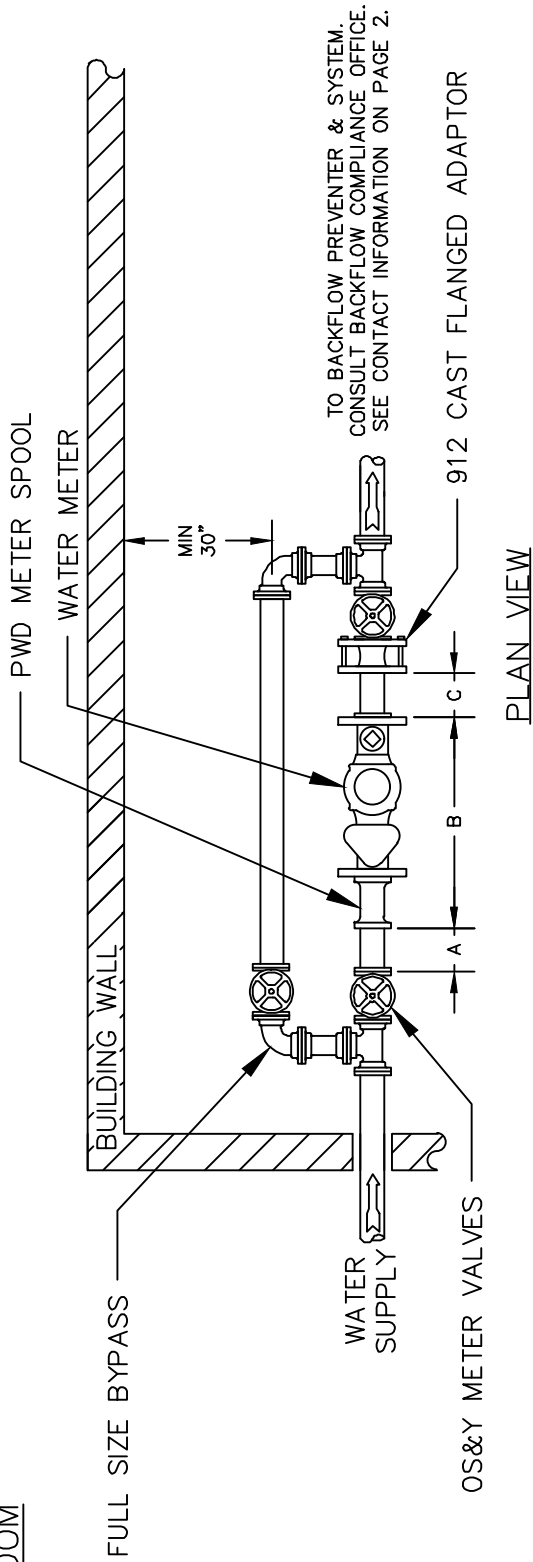 PWD METER SPOOL
WATER METER
BUILDING WALL
FULL SIZE BYPASS
MIN
30"
TO BACKFLOW PREVENTER & SYSTEM.
CONSULT BACKFLOW COMPLIANCE OFFICE.
SEE CONTACT INFORMATION ON PAGE 2.
WATER
SUPPLY
A
B
C
912 CAST FLANGED ADAPTOR
OS&Y METER VALVES
PLAN VIEW